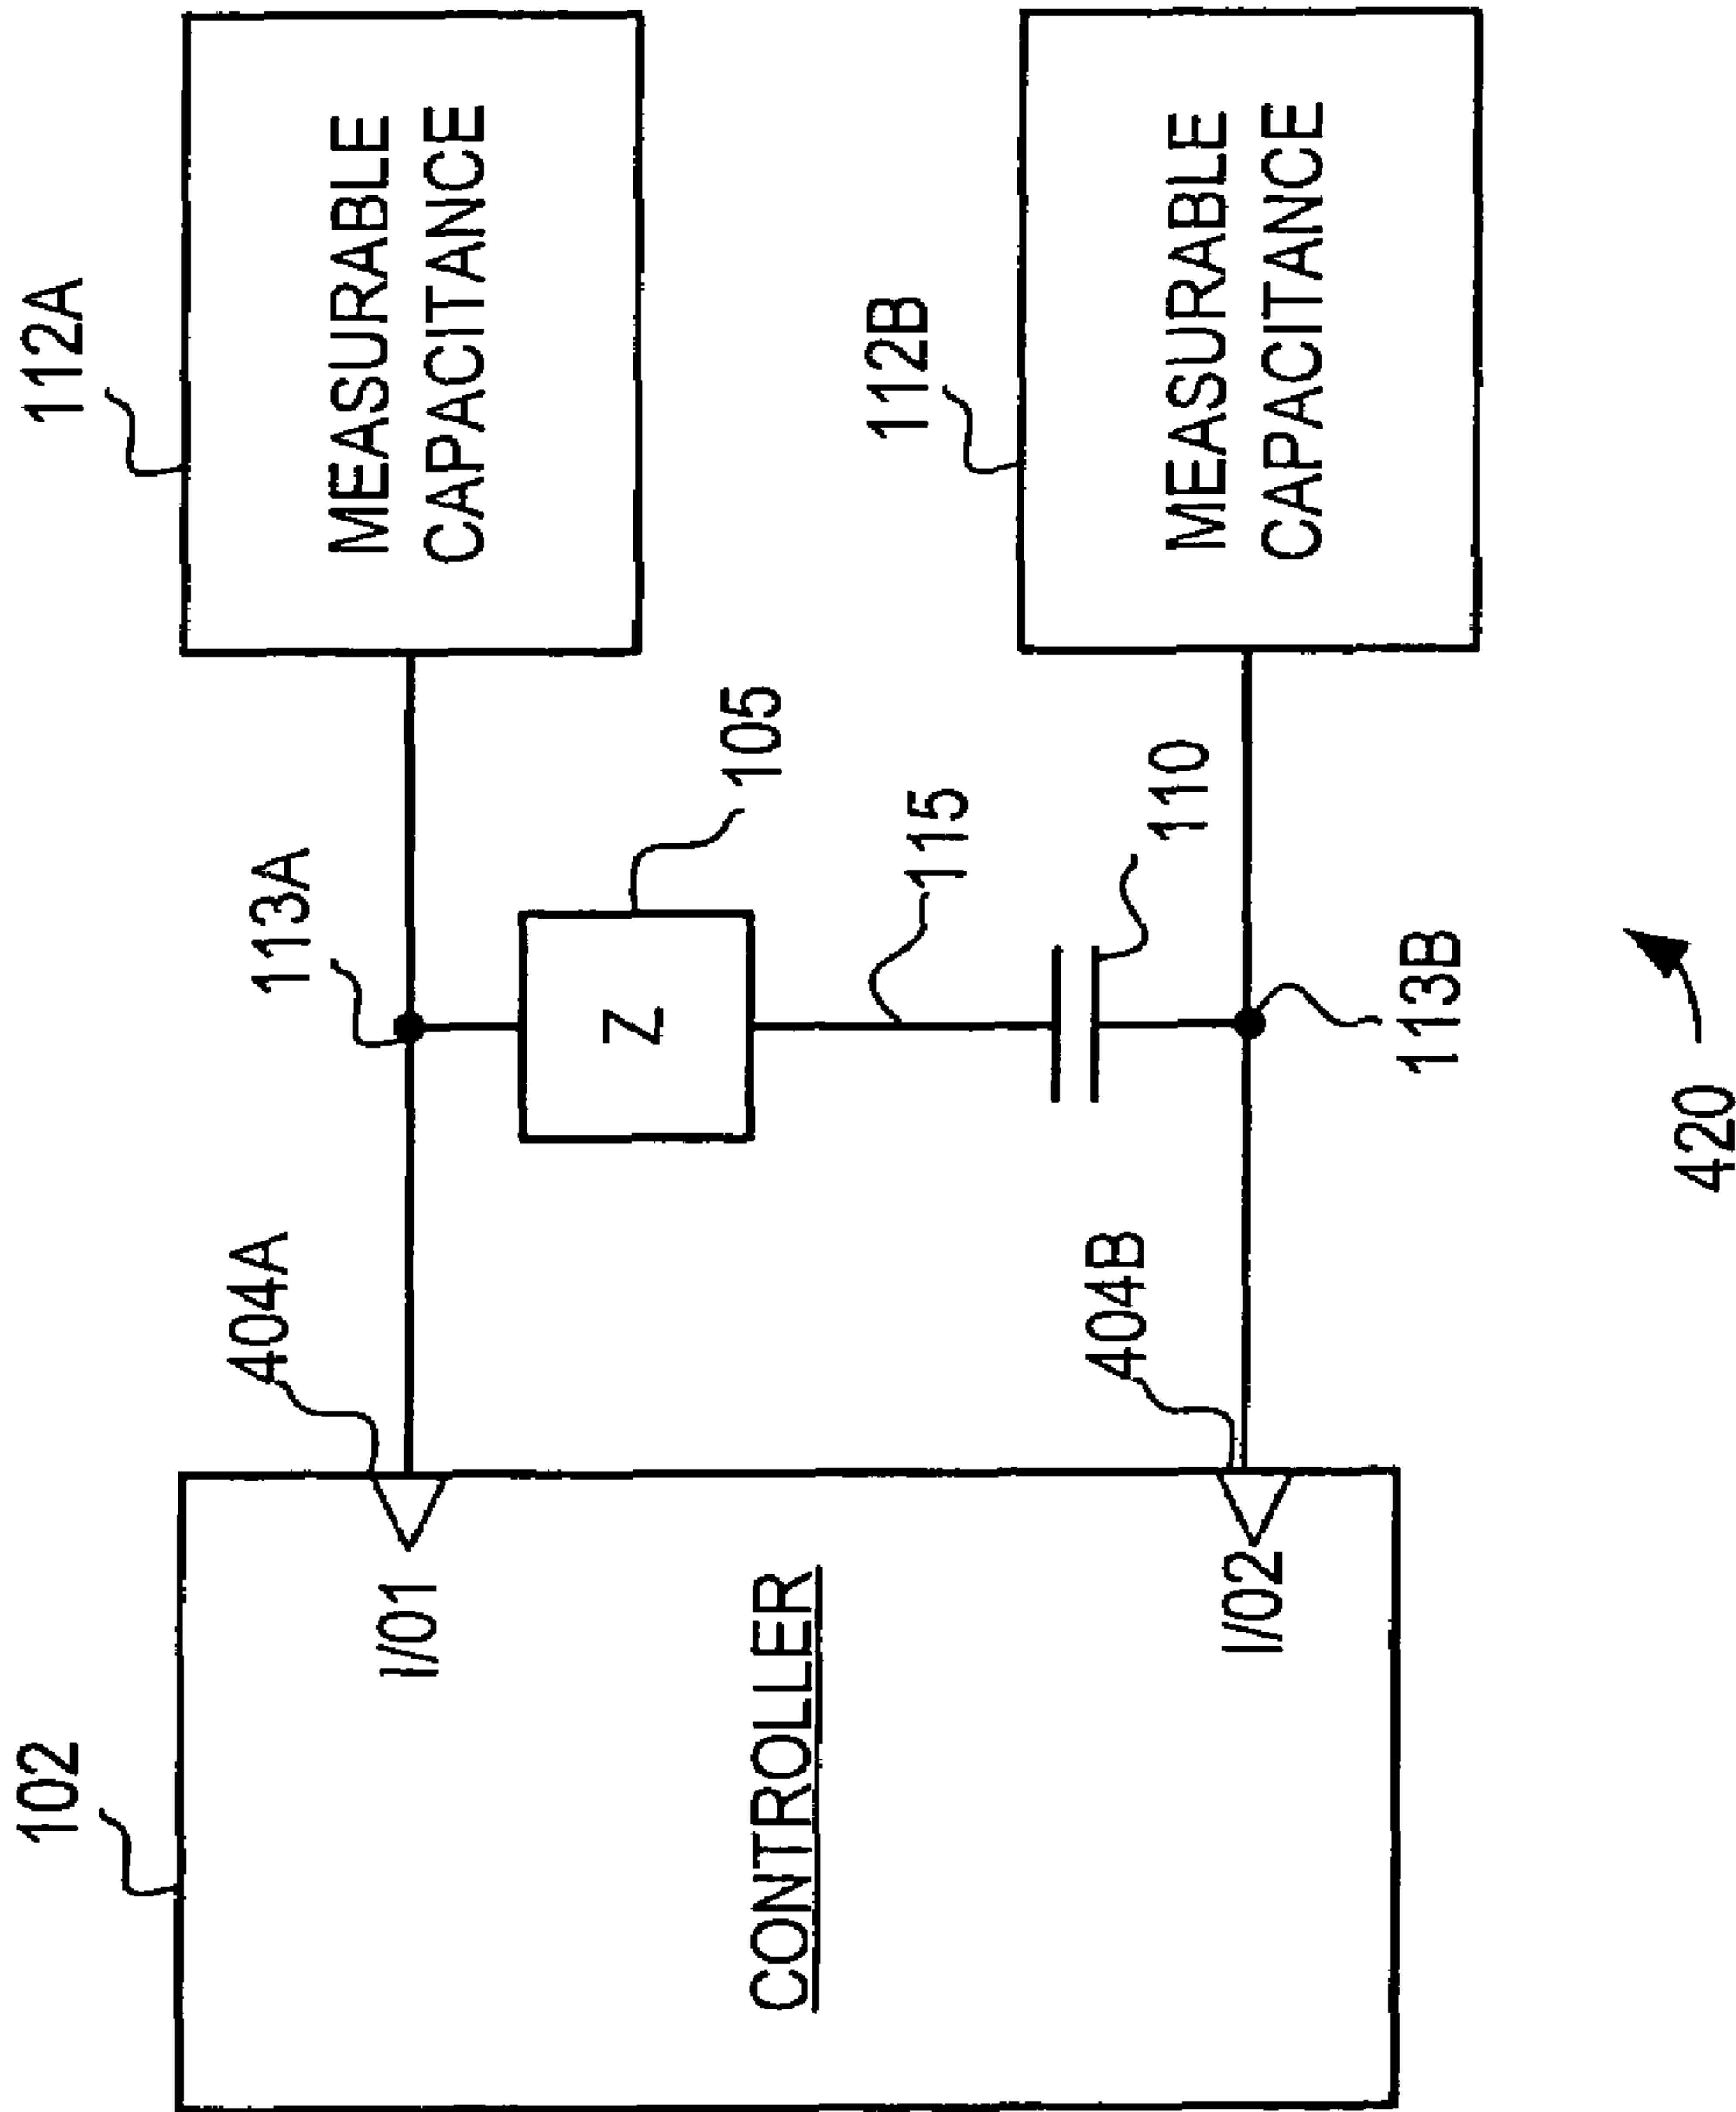 102
CONTROLLER
I/01
I/02
404A
404B
113A
Z
105
115
110
113B
112A
MEASURABLE
CAPACITANCE
112B
MEASURABLE
CAPACITANCE
420